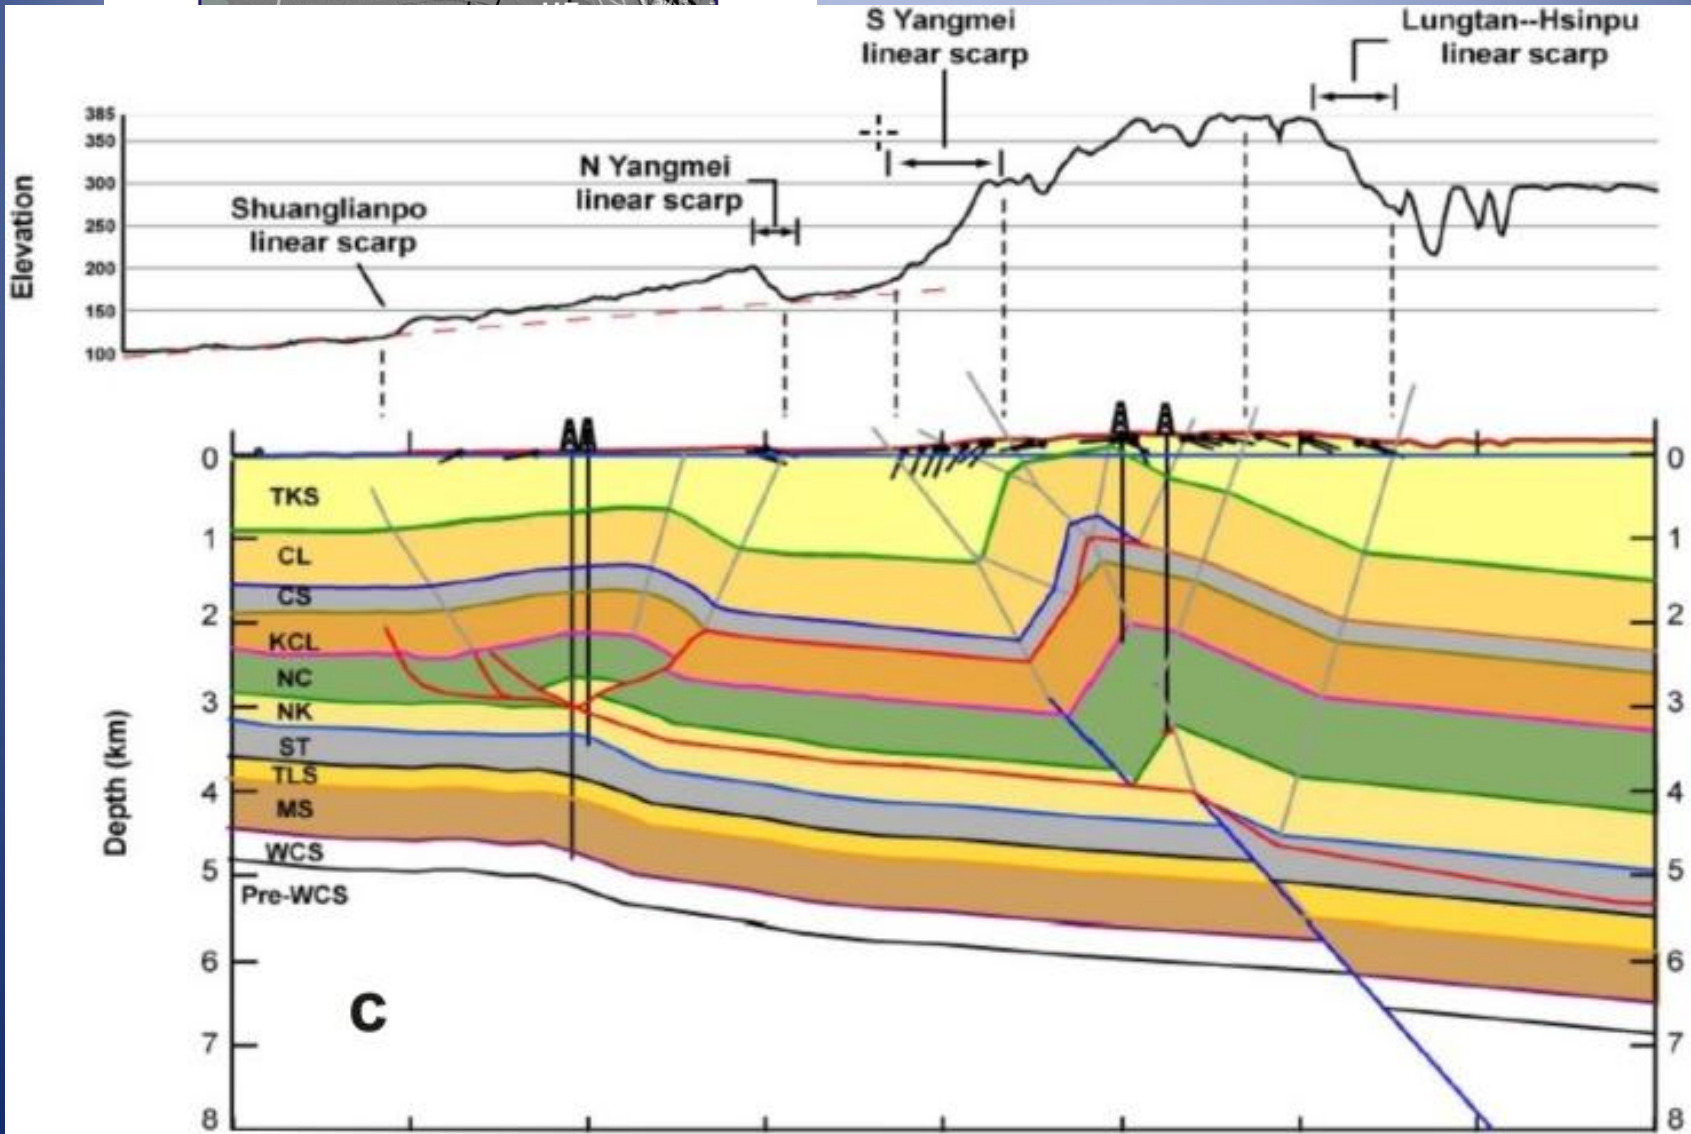 S Yangmei
linear scarp
Lungtan--Hsinpu
linear scarp
385
350
300
250
200
150
100
Elevation
N Yangmei
linear scarp
Shuanglianpo
linear scarp
0
1
2
3
4
5
6
7
8
Depth (km)
TKS
CL
CS
KCL
NC
NK
ST
TLS
MS
WCS
Pre-WCS
C
0
1
2
3
4
5
6
7
8